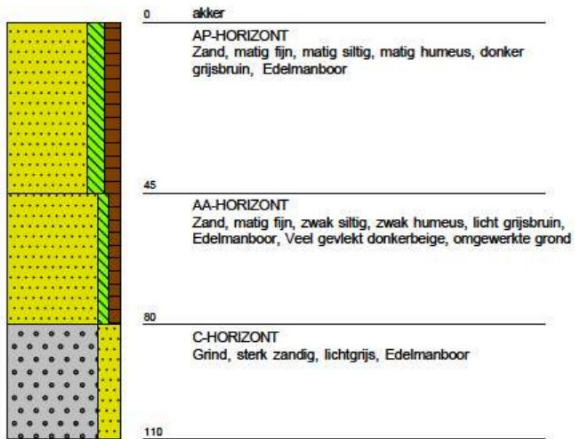 0 akker
AP-HORIZONT
Zand, matig fijn, matig siltig, matig humeus, donker
grijsbruin, Edelmanboor
45
AA-HORIZONT
Zand, matig fijn, zwak siltig, zwak humeus, licht grijsbruin,
Edelmanboor, Veel gevlekt donkerbeige, omgewerkte grond
80
C-HORIZONT
Grind, sterk zandig, lichtgrijs, Edelmanboor
110